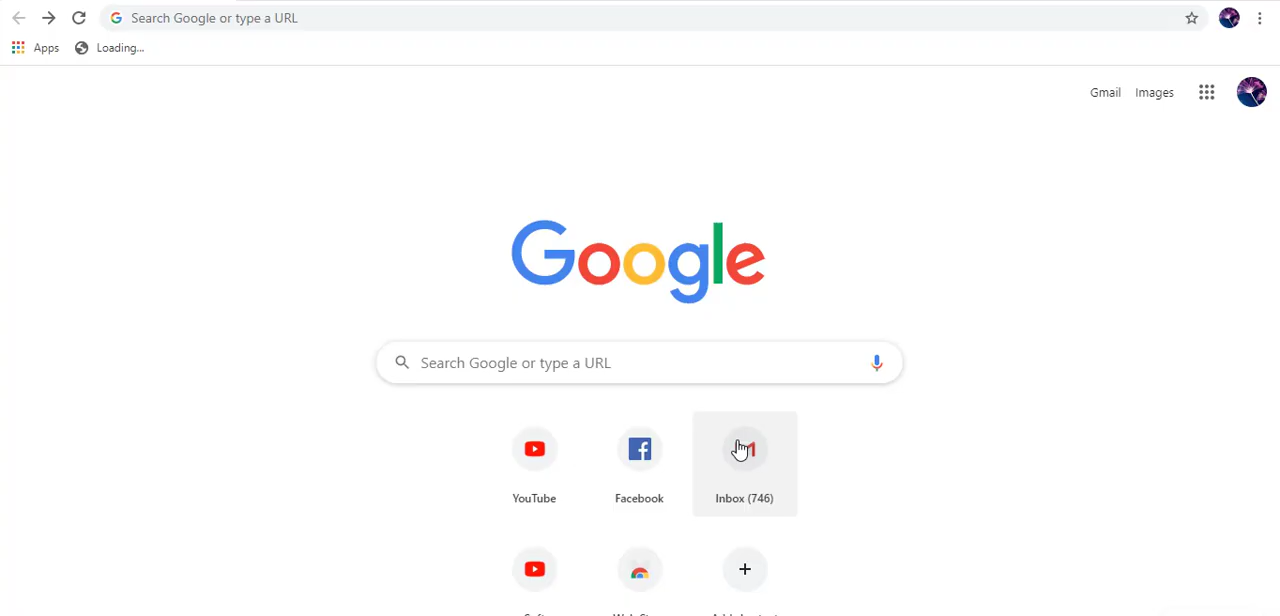 Search Google or type a URL
Apps Loading...
Gmail Images
Google
Search Google or type a URL
YouTube Facebook Inbox (746)